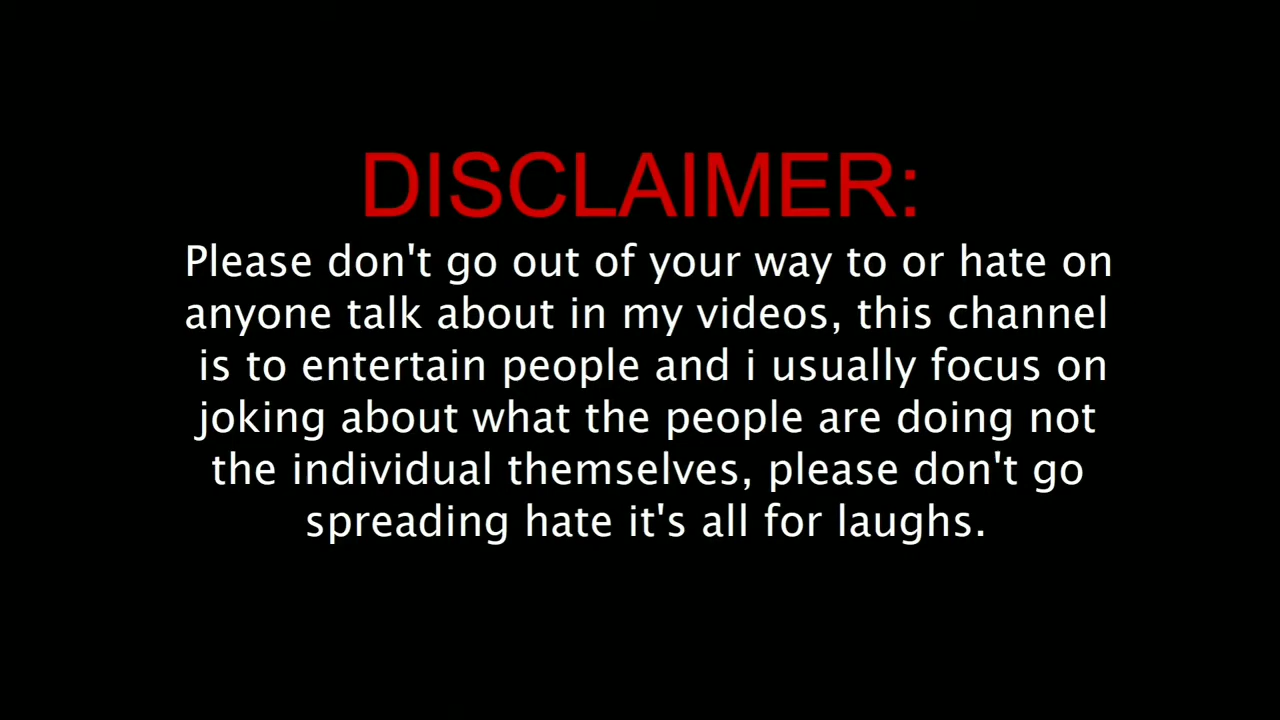 DISCLAIMER:
Please don't go out of your way to or hate on
anyone talk about in my videos, this channel
is to entertain people and i usually focus on
joking about what the people are doing not
the individual themselves, please don't go
spreading hate it's all for laughs.